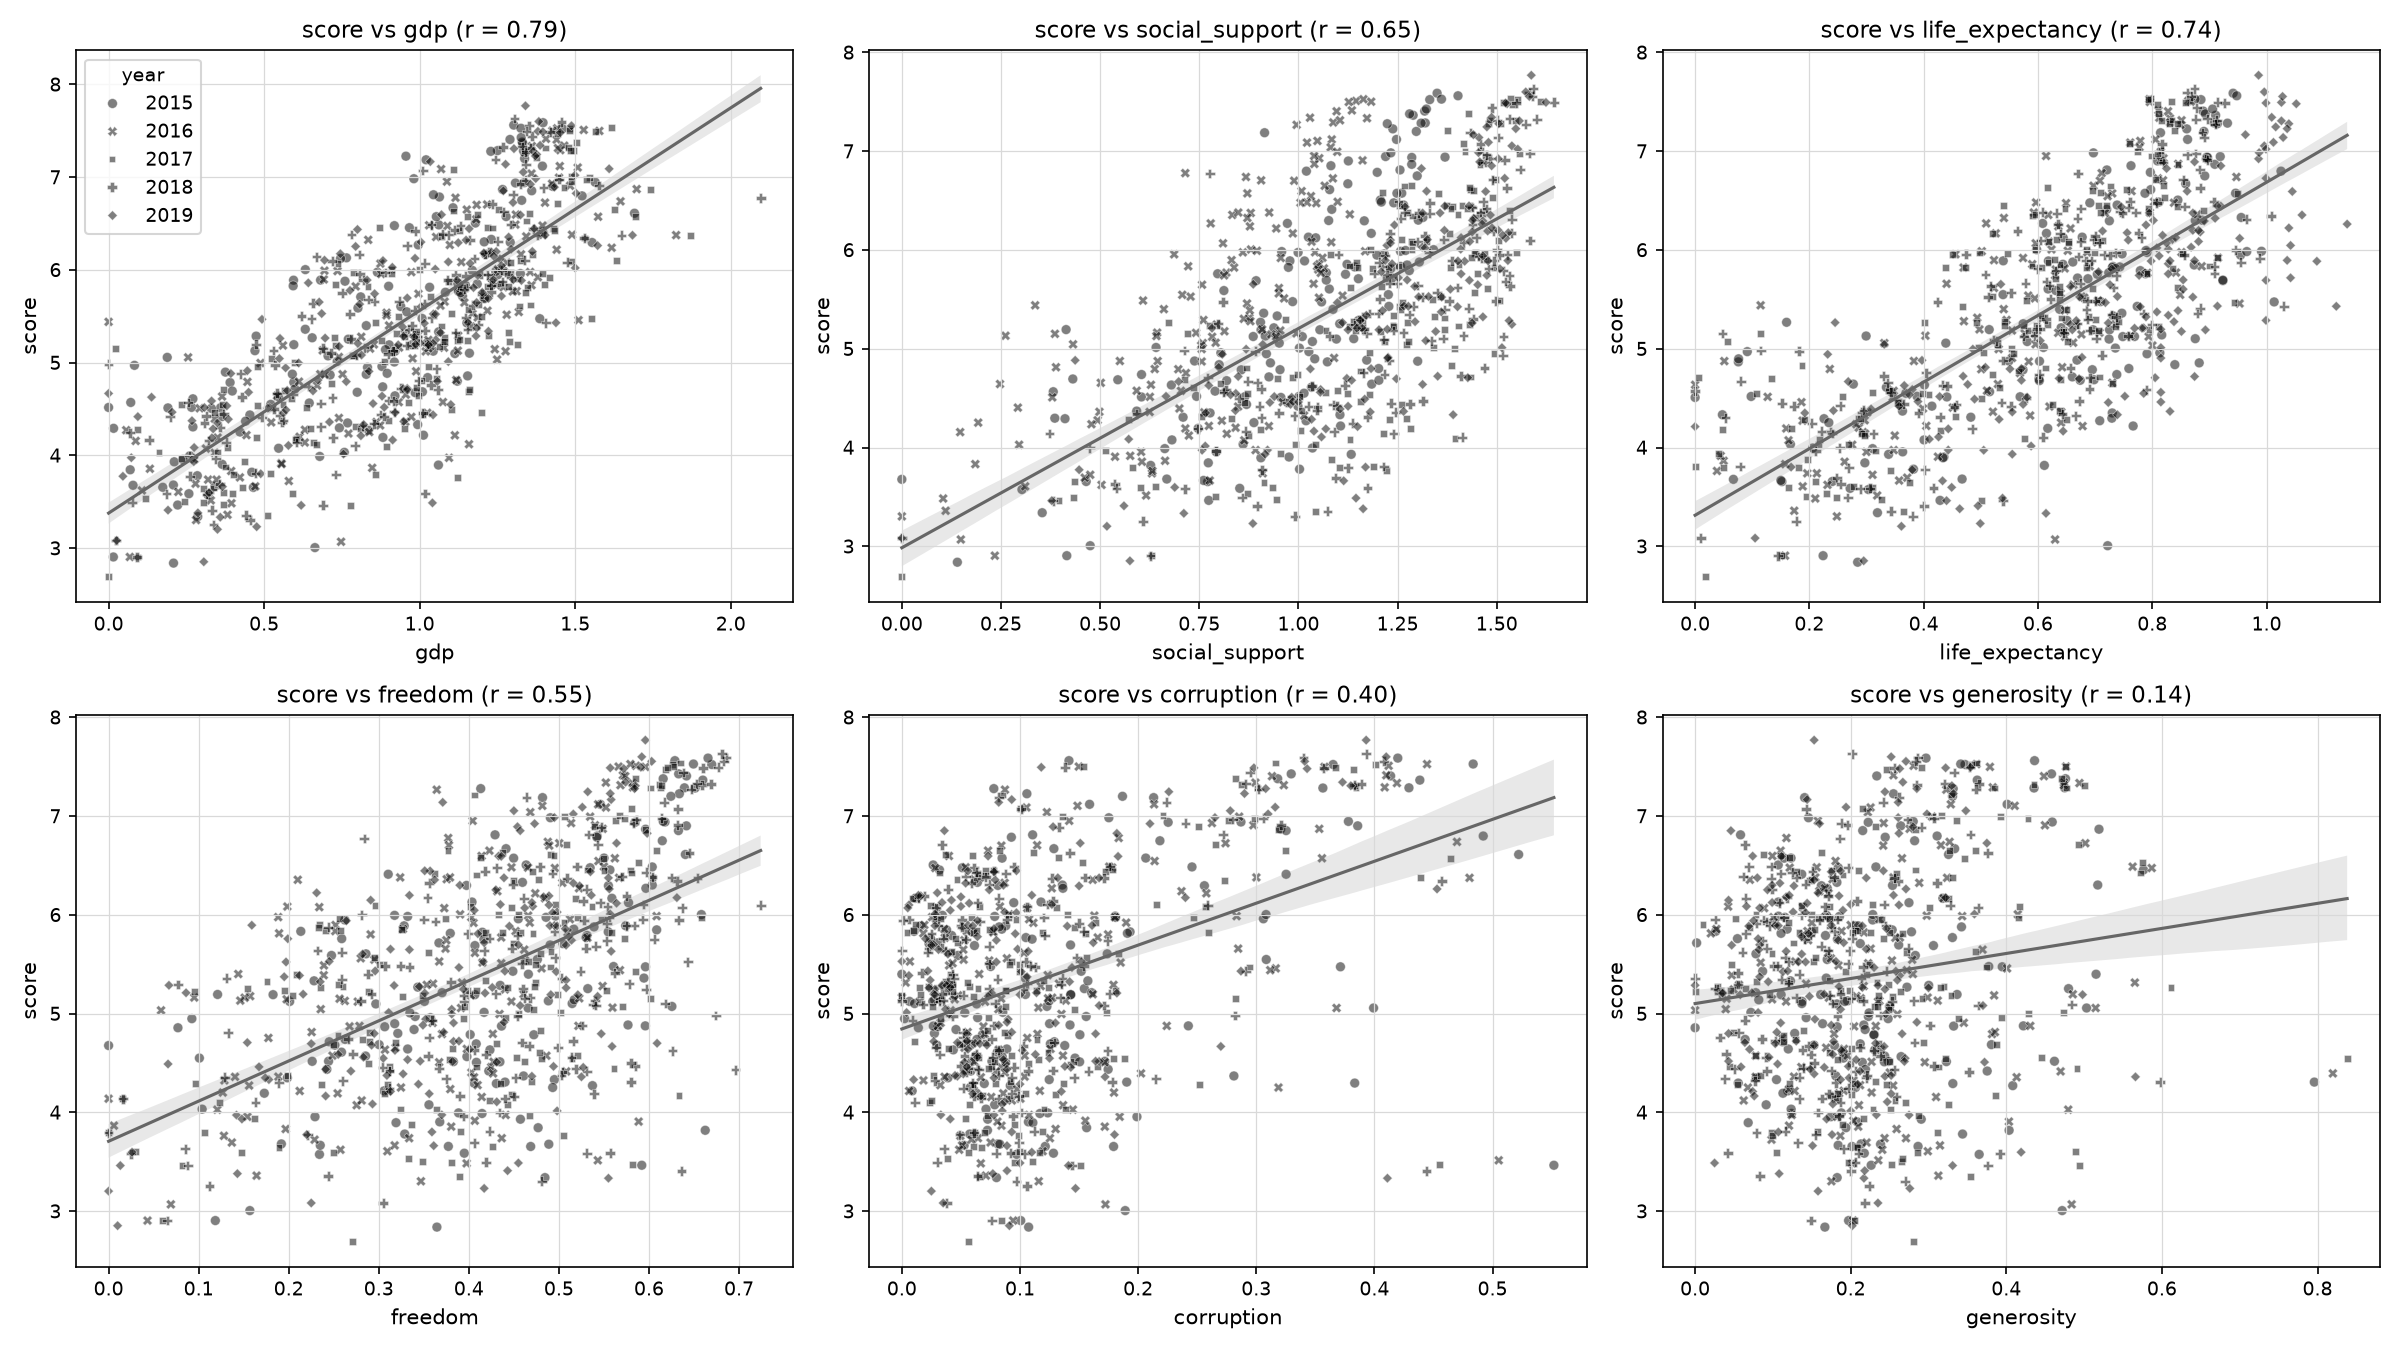 score vs gdp (r = 0.79)
year
2015
2016
2017
2018
2019
score
8
7
6
5
4
3
0.0 0.5 1.0 1.5 2.0
gdp
score vs social_support (r = 0.65)
score
8
7
6
5
4
3
0.00 0.25 0.50 0.75 1.00 1.25 1.50
social_support
score vs life_expectancy (r = 0.74)
score
8
7
6
5
4
3
0.0 0.2 0.4 0.6 0.8 1.0
life_expectancy
score vs freedom (r = 0.55)
score
8
7
6
5
4
3
0.0 0.1 0.2 0.3 0.4 0.5 0.6 0.7
freedom
score vs corruption (r = 0.40)
score
8
7
6
5
4
3
0.0 0.1 0.2 0.3 0.4 0.5
corruption
score vs generosity (r = 0.14)
score
8
7
6
5
4
3
0.0 0.2 0.4 0.6 0.8
generosity